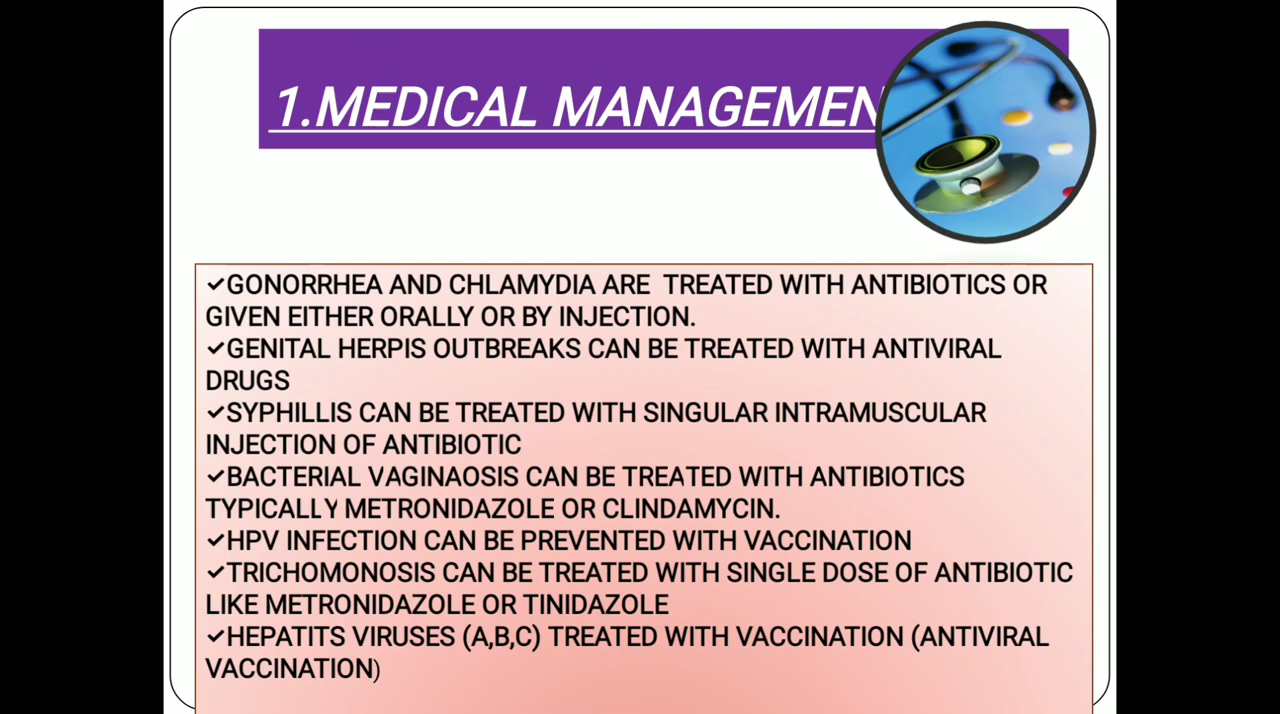 1.MEDICAL MANAGEMEN
✓GONORRHEA AND CHLAMYDIA ARE TREATED WITH ANTIBIOTICS OR
GIVEN EITHER ORALLY OR BY INJECTION.
✓GENITAL HERPIS OUTBREAKS CAN BE TREATED WITH ANTIVIRAL
DRUGS
✓SYPHILLIS CAN BE TREATED WITH SINGULAR INTRAMUSCULAR
INJECTION OF ANTIBIOTIC
✓BACTERIAL VAGINAOSIS CAN BE TREATED WITH ANTIBIOTICS
TYPICALLY METRONIDAZOLE OR CLINDAMYCIN.
✓HPV INFECTION CAN BE PREVENTED WITH VACCINATION
✓TRICHOMONOSIS CAN BE TREATED WITH SINGLE DOSE OF ANTIBIOTIC
LIKE METRONIDAZOLE OR TINIDAZOLE
✓HEPATITS VIRUSES (A,B,C) TREATED WITH VACCINATION (ANTIVIRAL
VACCINATION)